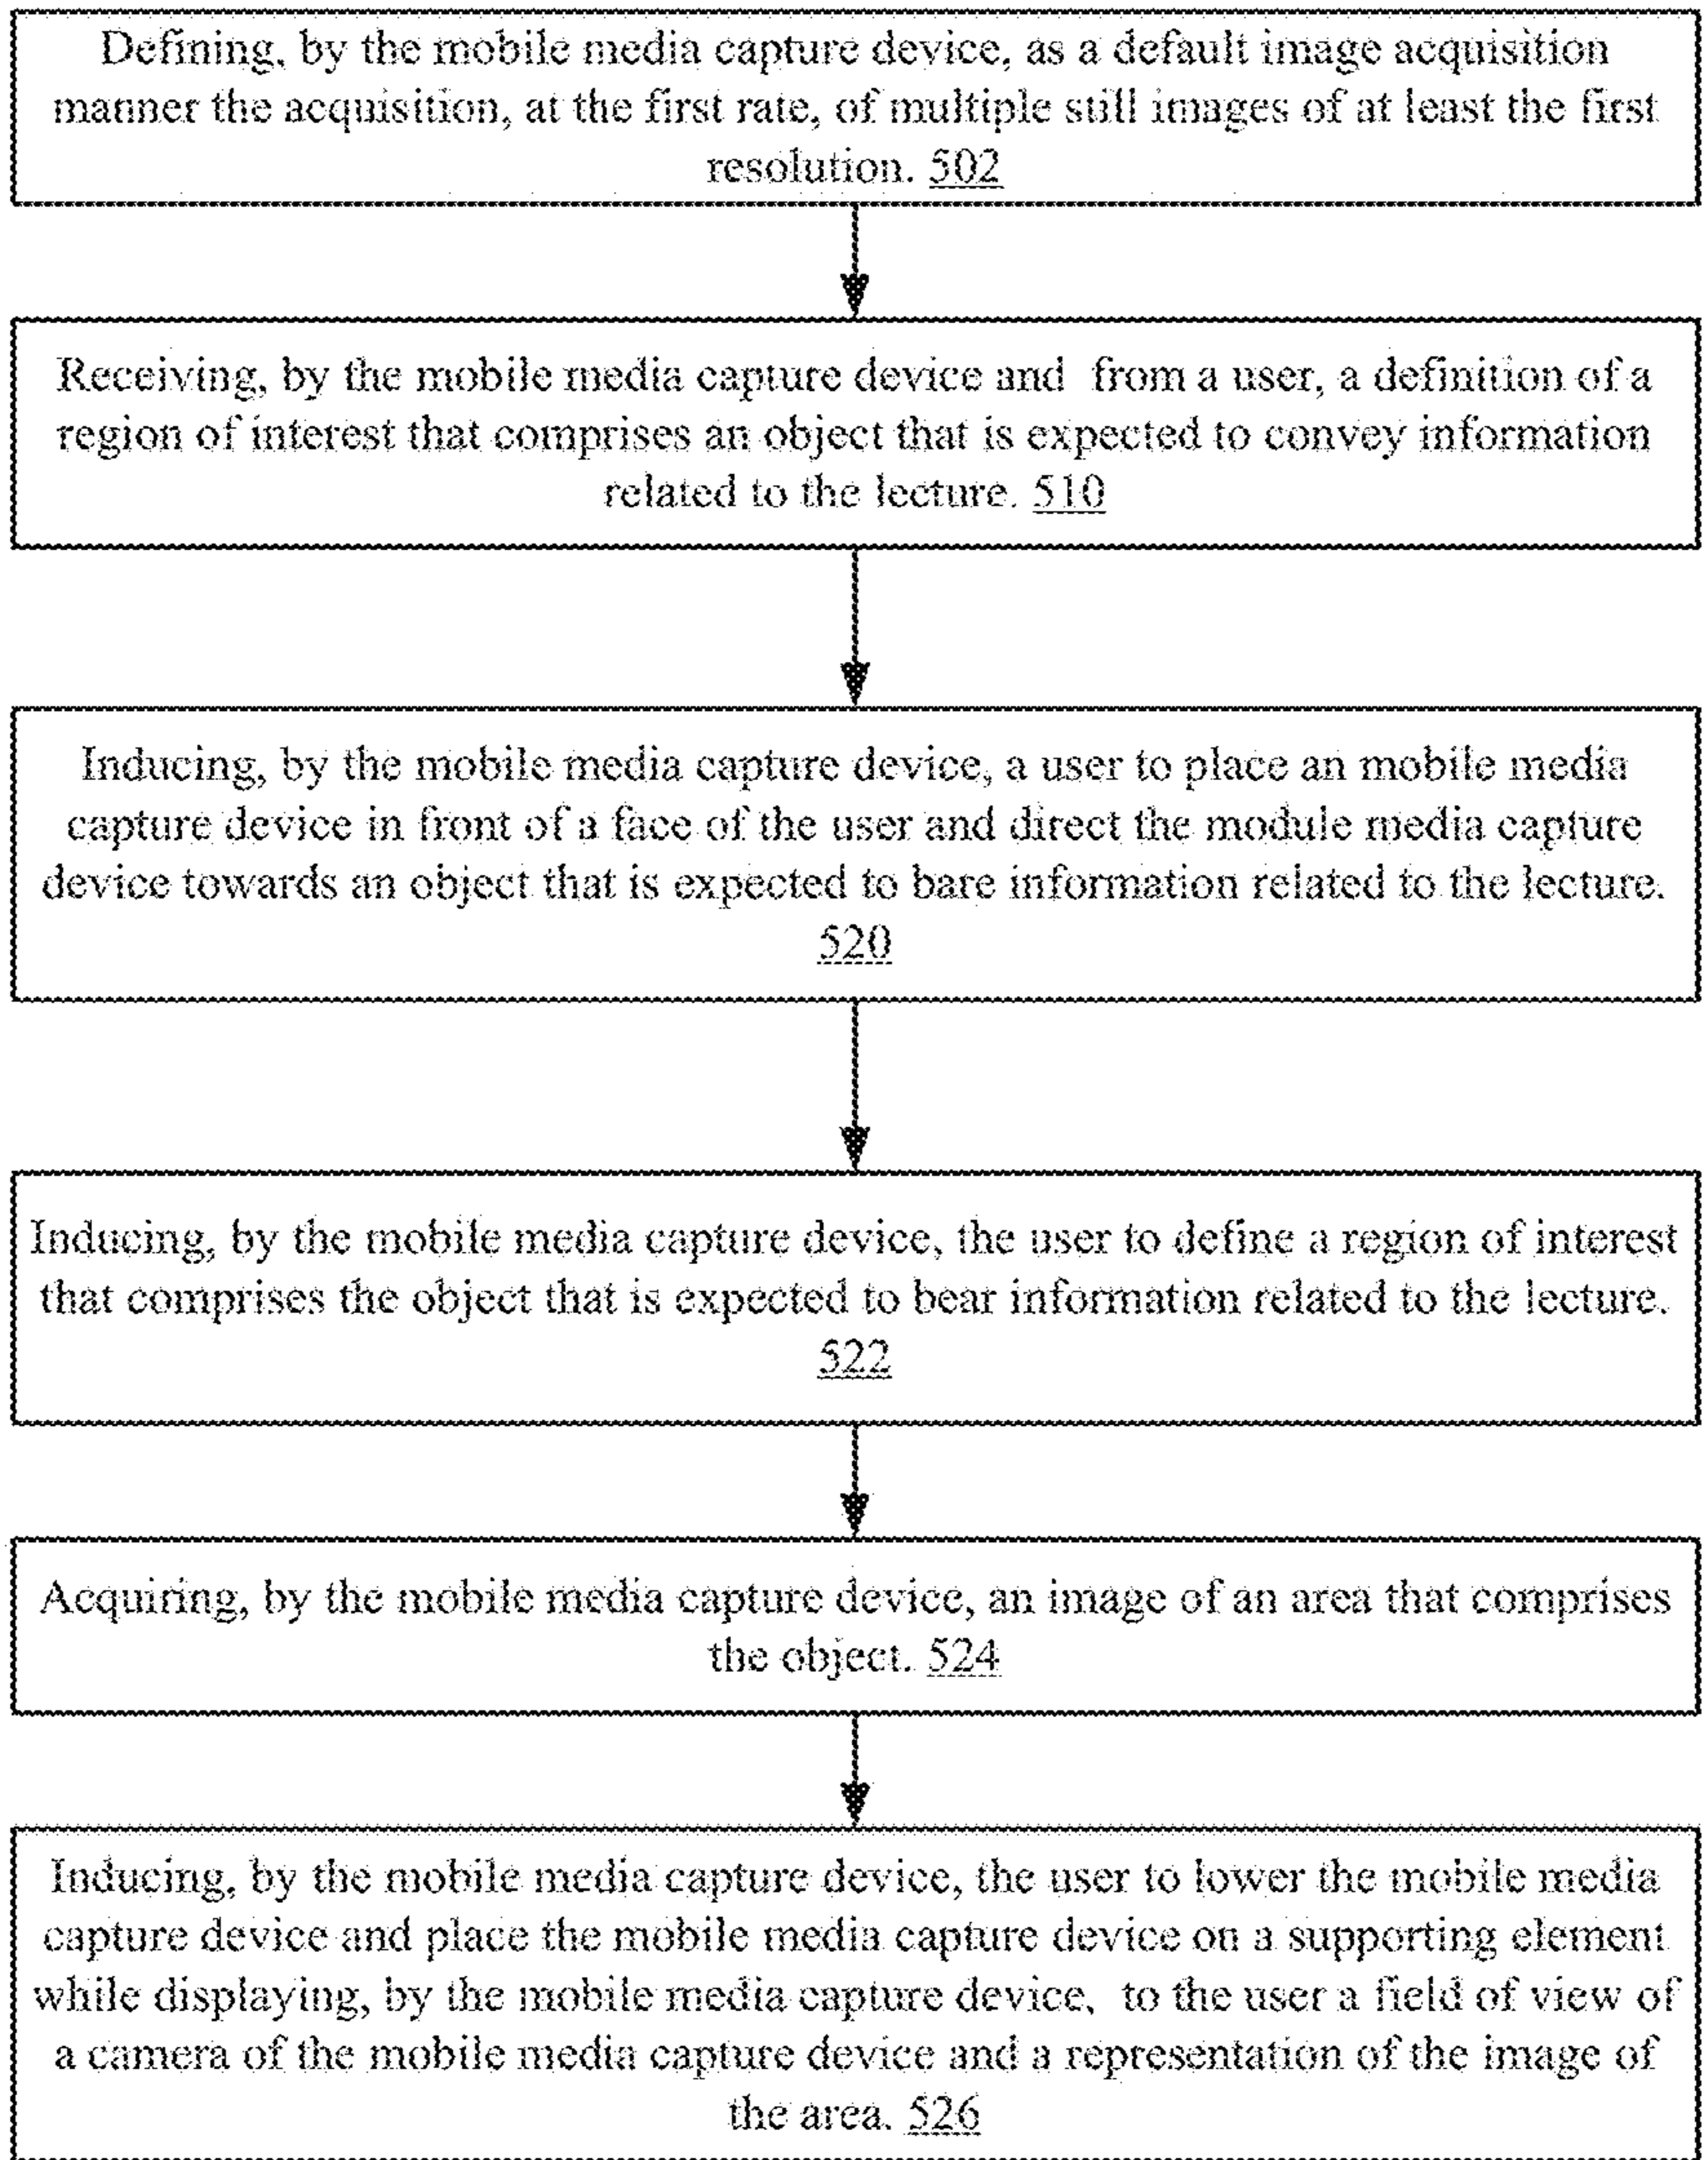 Defining, by the mobile media capture device, as a default image acquisition
manner the acquisition, at the first rate, of multiple still images of at least the first
resolution. 502
Receiving, by the mobile media capture device and from a user, a definition of a
region of interest that comprises an object that is expected to convey information
related to the lecture. 510
Inducing, by the mobile media capture device, a user to place an mobile media
capture device in front of a face of the user and direct the module media capture
device towards an object that is expected to bare information related to the lecture.
520
Inducing, by the mobile media capture device, the user to define a region of interest
that comprises the object that is expected to bear information related to the lecture.
522
Acquiring, by the mobile media capture device, an image of an area that comprises
the object. 524
Inducing, by the mobile media capture device, the user to lower the mobile media
capture device and place the mobile media capture device on a supporting element
while displaying, by the mobile media capture device, to the user a field of view of
a camera of the mobile media capture device and a representation of the image of
the area. 526